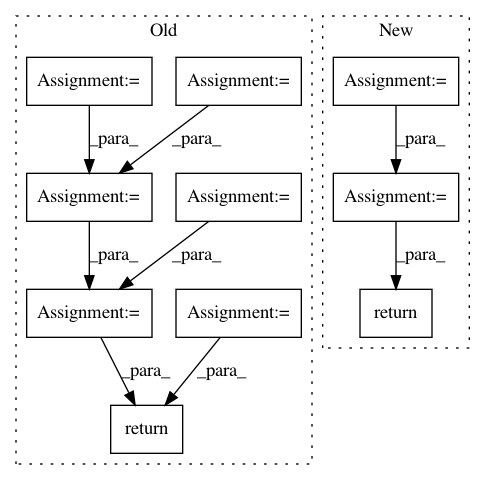 Old
New
Assignment:=
Assignment:=
Assignment:=
_para_
_para_
_para_
Assignment:=
Assignment:=
Assignment:=
_para_
_para_
_para_
Assignment:=
Assignment:=
return
_para_
_para_
return